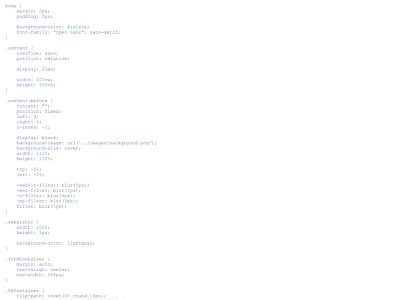 body {
margin: 0px;
padding: 0px;
background-color: #1e1e1e;
font-family: "Open Sans", sans-serif;
}
.content {
overflow: auto;
position: relative;
display: flex;
width: 100vw;
height: 100vh;
}
.content:before {
content: "";
position: fixed;
left: 0;
right: 0;
z-index: -1;
display: block;
background-image: url('../images/background.png');
background-size: cover;
width: 110%;
height: 110%;
top: -5%;
left: -5%;
-webkit-filter: blur(5px);
-moz-filter: blur(5px);
-o-filter: blur(5px);
-ms-filter: blur(5px);
filter: blur(5px);
}
.separator {
width: 100%;
height: 1px;
background-color: lightgray;
}
.formContainer {
margin: auto;
text-align: center;
max-width: 264px;
}
.tbContainer {
clip-path: inset(0% round 10px);